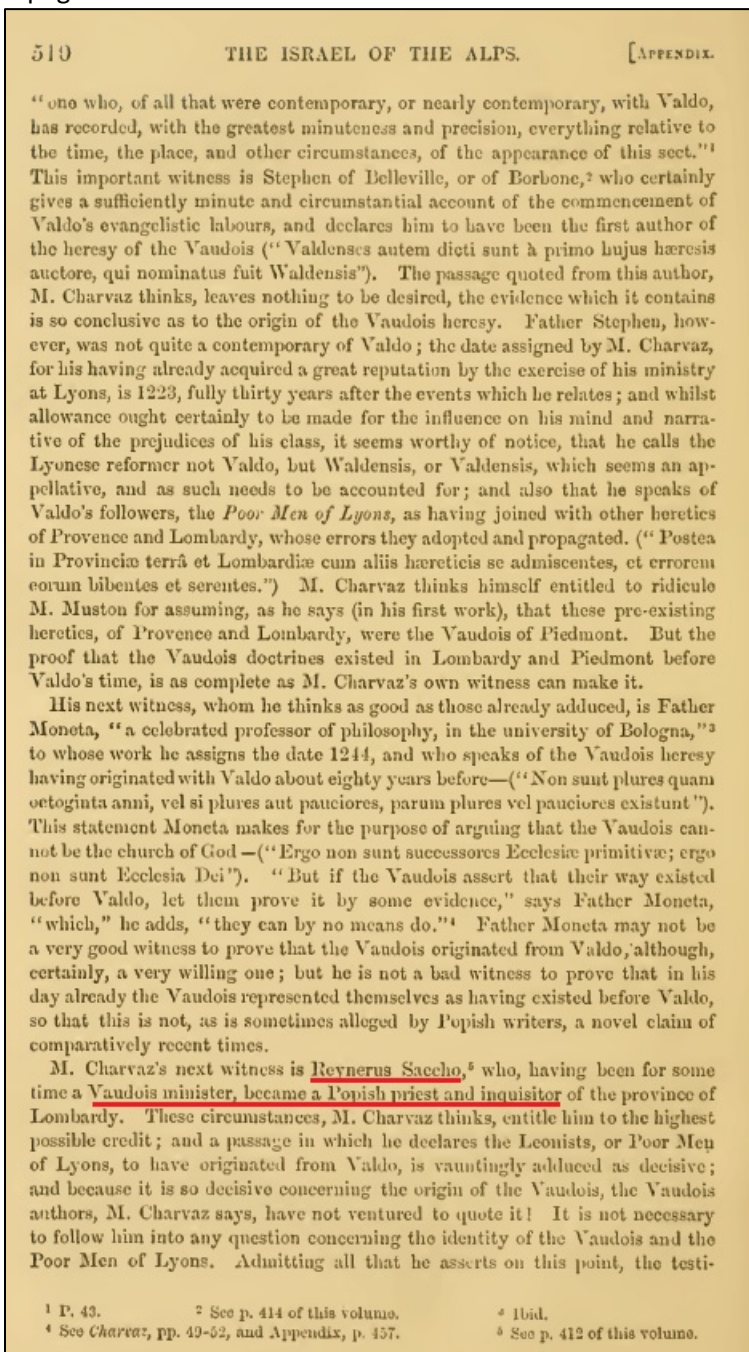 510 THE ISRAEL OF THE ALPS. [APPENDIX.
"one who, of all that were contemporary, or nearly contemporary, with Valdo,
has recorded, with the greatest minuteness and precision, everything relative to
the time, the place, and other circumstances, of the appearance of this sect."¹
This important witness is Stephen of Belleville, or of Borbone,² who certainly
gives a sufficiently minute and circumstantial account of the commencement of
Valdo's evangelistic labours, and declares him to have been the first author of
the heresy of the Vaudois ("Valdenses autem dicti sunt à primo hujus hæresis
auctore, qui nominatus fuit Waldensis"). The passage quoted from this author,
M. Charvaz thinks, leaves nothing to be desired, the evidence which it contains
is so conclusive as to the origin of the Vaudois heresy. Father Stephen, how-
ever, was not quite a contemporary of Valdo; the date assigned by M. Charvaz,
for his having already acquired a great reputation by the exercise of his ministry
at Lyons, is 1223, fully thirty years after the events which he relates; and whilst
allowance ought certainly to be made for the influence on his mind and narra-
tive of the prejudices of his class, it seems worthy of notice, that he calls the
Lyonese reformer not Valdo, but Waldensis, or Valdensis, which seems an ap-
pellative, and as such needs to be accounted for; and also that he speaks of
Valdo's followers, the Poor Men of Lyons, as having joined with other heretics
of Provence and Lombardy, whose errors they adopted and propagated. ("Postea
in Provinciæ terrâ et Lombardiæ cum aliis hæreticis se admiscentes, et errorem
eorum bibentes et serentes.") M. Charvaz thinks himself entitled to ridicule
M. Muston for assuming, as he says (in his first work), that these pre-existing
heretics, of Provence and Lombardy, were the Vaudois of Piedmont. But the
proof that the Vaudois doctrines existed in Lombardy and Piedmont before
Valdo's time, is as complete as M. Charvaz's own witness can make it.
His next witness, whom he thinks as good as those already adduced, is Father
Moneta, "a celebrated professor of philosophy, in the university of Bologna,"³
to whose work he assigns the date 1244, and who speaks of the Vaudois heresy
having originated with Valdo about eighty years before—("Non sunt plures quam
octoginta anni, vel si plures aut pauciores, parum plures vel pauciores existunt").
This statement Moneta makes for the purpose of arguing that the Vaudois can-
not be the church of God—("Ergo non sunt successores Ecclesiæ primitivæ; ergo
non sunt Ecclesia Dei"). "But if the Vaudois assert that their way existed
before Valdo, let them prove it by some evidence," says Father Moneta,
"which," he adds, "they can by no means do."⁴ Father Moneta may not be
a very good witness to prove that the Vaudois originated from Valdo, although,
certainly, a very willing one; but he is not a bad witness to prove that in his
day already the Vaudois represented themselves as having existed before Valdo,
so that this is not, as is sometimes alleged by Popish writers, a novel claim of
comparatively recent times.
M. Charvaz's next witness is Reynerus Saccho,⁵ who, having been for some
time a Vaudois minister, became a Popish priest and inquisitor of the province of
Lombardy. These circumstances, M. Charvaz thinks, entitle him to the highest
possible credit; and a passage in which he declares the Leonists, or Poor Men
of Lyons, to have originated from Valdo, is vauntingly adduced as decisive;
and because it is so decisive concerning the origin of the Vaudois, the Vaudois
authors, M. Charvaz says, have not ventured to quote it! It is not necessary
to follow him into any question concerning the identity of the Vaudois and the
Poor Men of Lyons. Admitting all that he asserts on this point, the testi-
¹ P. 43. ² See p. 414 of this volume. ³ Ibid.
⁴ See Charvaz, pp. 49-52, and Appendix, p. 457. ⁵ See p. 412 of this volume.